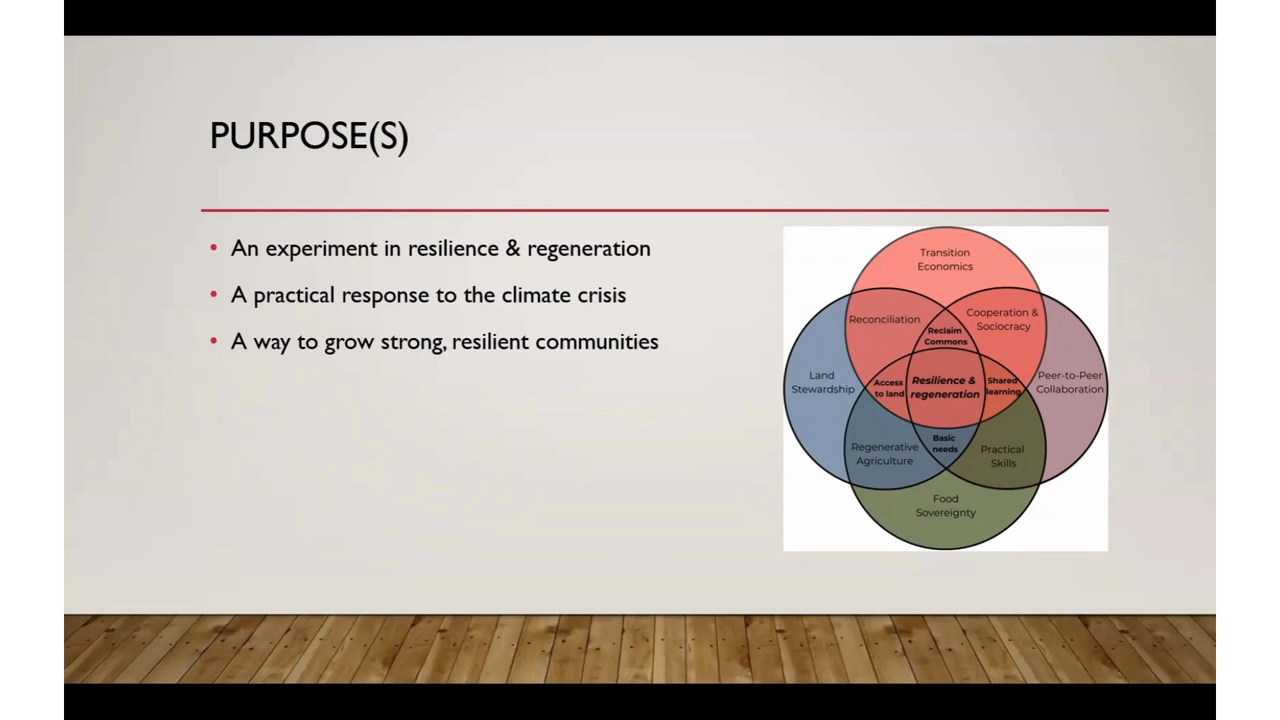 PURPOSE(S)
• An experiment in resilience & regeneration
• A practical response to the climate crisis
• A way to grow strong, resilient communities
Transition
Economics
Reconciliation
Cooperation &
Sociocracy
Reclaim
Commons
Land
Stewardship
Access
to land
Resilience &
regeneration
Shared
learning
Peer-to-Peer
Collaboration
Regenerative
Agriculture
Basic
needs
Practical
Skills
Food
Sovereignty